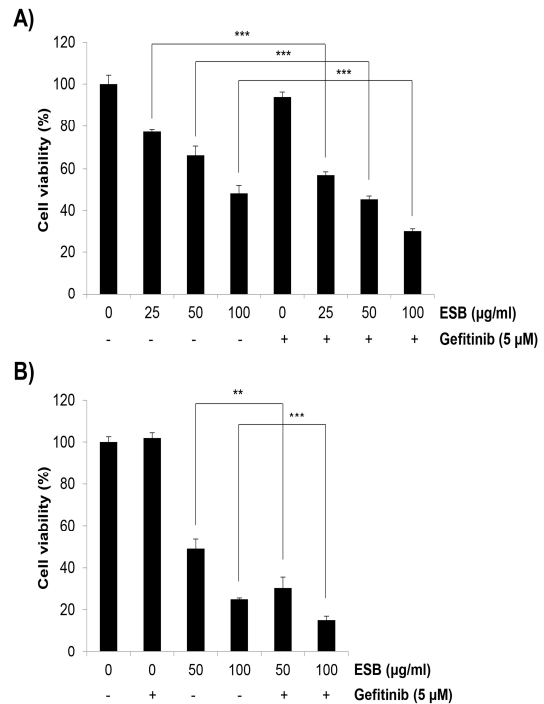 A)
***
***
***
120
100
80
60
40
20
0
Cell viability (%)
0 25 50 100 0 25 50 100 ESB (µg/ml)
- - - - + + + + Gefitinib (5 µM)
B)
**
***
120
100
80
60
40
20
0
Cell viability (%)
0 0 50 100 50 100 ESB (µg/ml)
- + - - + + Gefitinib (5 µM)